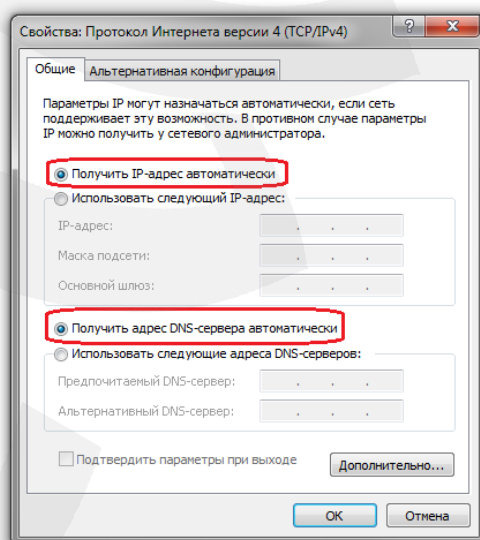 Свойства: Протокол Интернета версии 4 (TCP/IPv4)
Общие
Альтернативная конфигурация
Параметры IP могут назначаться автоматически, если сеть
поддерживает эту возможность. В противном случае параметры
IP можно получить у сетевого администратора.
Получить IP-адрес автоматически
Использовать следующий IP-адрес:
IP-адрес:
Маска подсети:
Основной шлюз:
Получить адрес DNS-сервера автоматически
Использовать следующие адреса DNS-серверов:
Предпочитаемый DNS-сервер:
Альтернативный DNS-сервер:
Подтвердить параметры при выходе
Дополнительно...
ОК
Отмена